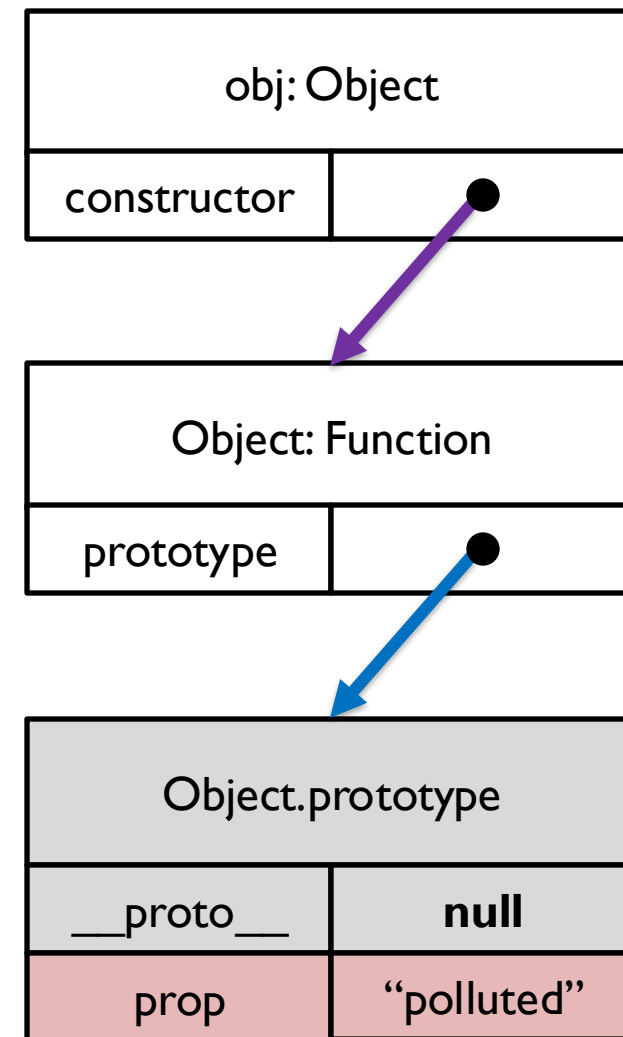 obj: Object
constructor
Object: Function
prototype
Object.prototype
__proto__ null
prop “polluted”